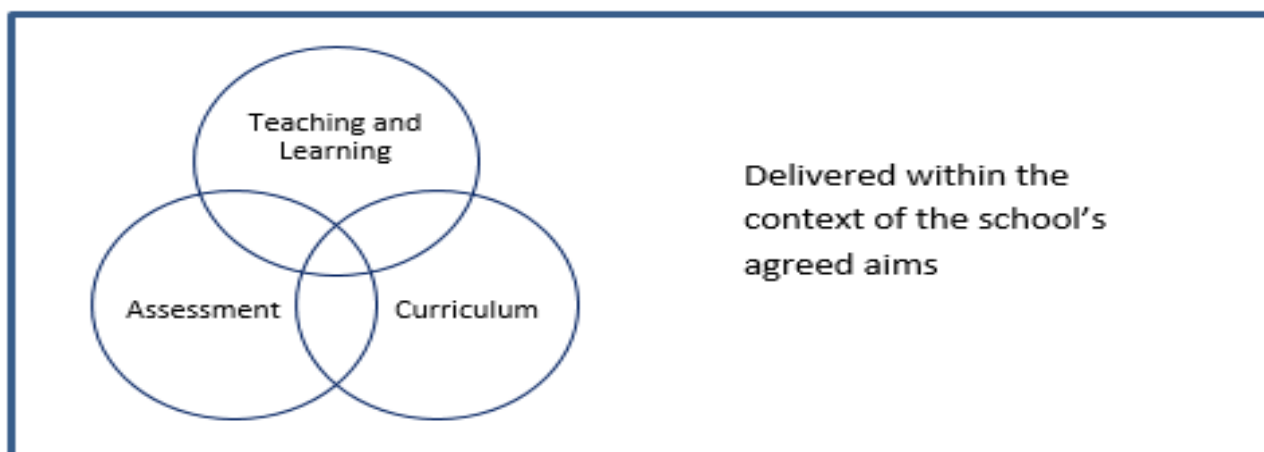 Teaching and
Learning
Assessment
Curriculum
Delivered within the
context of the school’s
agreed aims